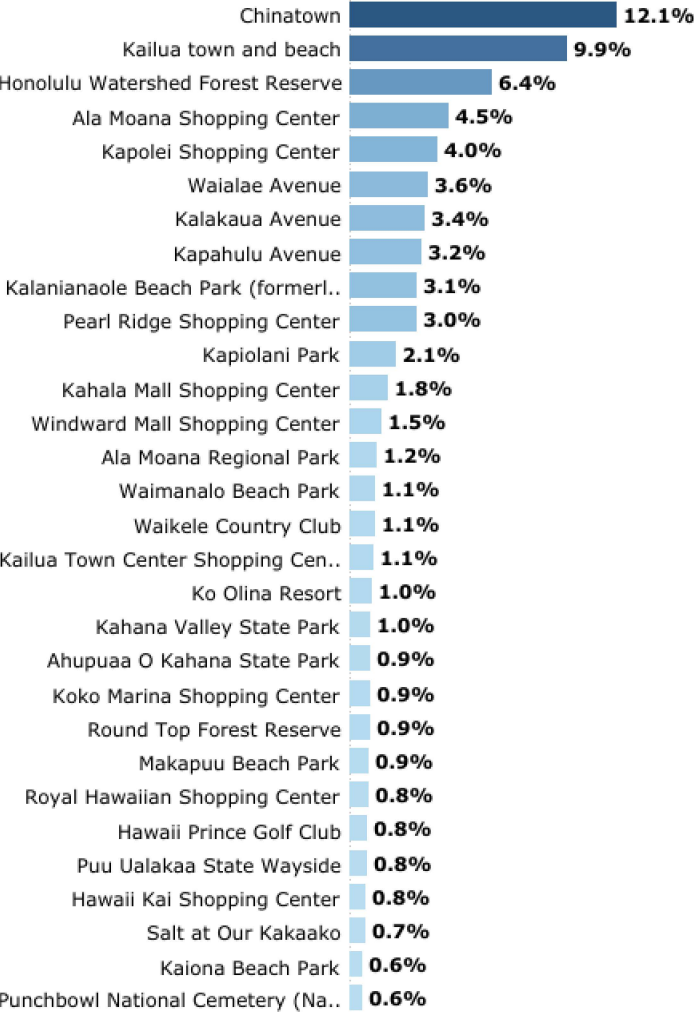 Chinatown 12.1%
Kailua town and beach 9.9%
Honolulu Watershed Forest Reserve 6.4%
Ala Moana Shopping Center 4.5%
Kapolei Shopping Center 4.0%
Waialae Avenue 3.6%
Kalakaua Avenue 3.4%
Kapahulu Avenue 3.2%
Kalanianaole Beach Park (formerl.. 3.1%
Pearl Ridge Shopping Center 3.0%
Kapiolani Park 2.1%
Kahala Mall Shopping Center 1.8%
Windward Mall Shopping Center 1.5%
Ala Moana Regional Park 1.2%
Waimanalo Beach Park 1.1%
Waikele Country Club 1.1%
Kailua Town Center Shopping Cen.. 1.1%
Ko Olina Resort 1.0%
Kahana Valley State Park 1.0%
Ahupuaa O Kahana State Park 0.9%
Koko Marina Shopping Center 0.9%
Round Top Forest Reserve 0.9%
Makapuu Beach Park 0.9%
Royal Hawaiian Shopping Center 0.8%
Hawaii Prince Golf Club 0.8%
Puu Ualakaa State Wayside 0.8%
Hawaii Kai Shopping Center 0.8%
Salt at Our Kakaako 0.7%
Kaiona Beach Park 0.6%
Punchbowl National Cemetery (Na.. 0.6%